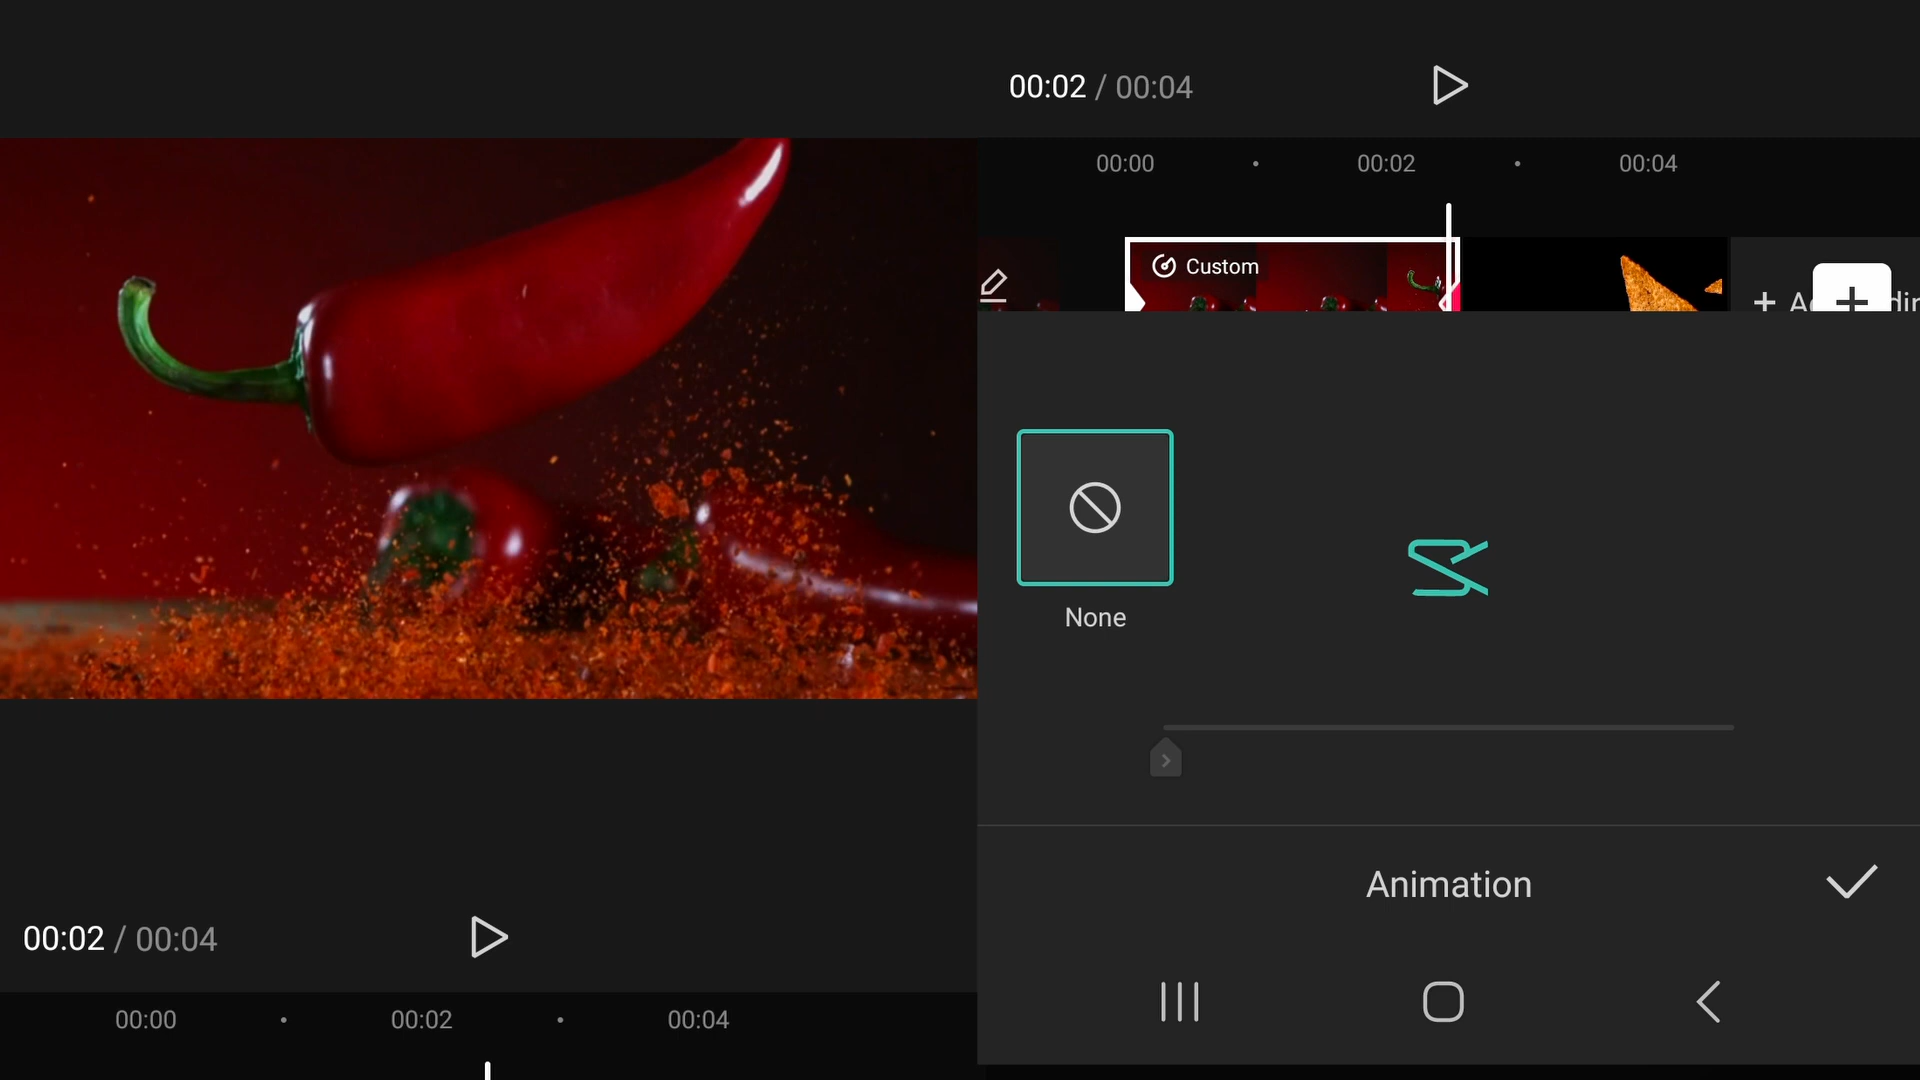 00:02 / 00:04
00:00 • 00:02 • 00:04
00:02 / 00:04
00:00 • 00:02 • 00:04
Custom
+ A
None
Animation